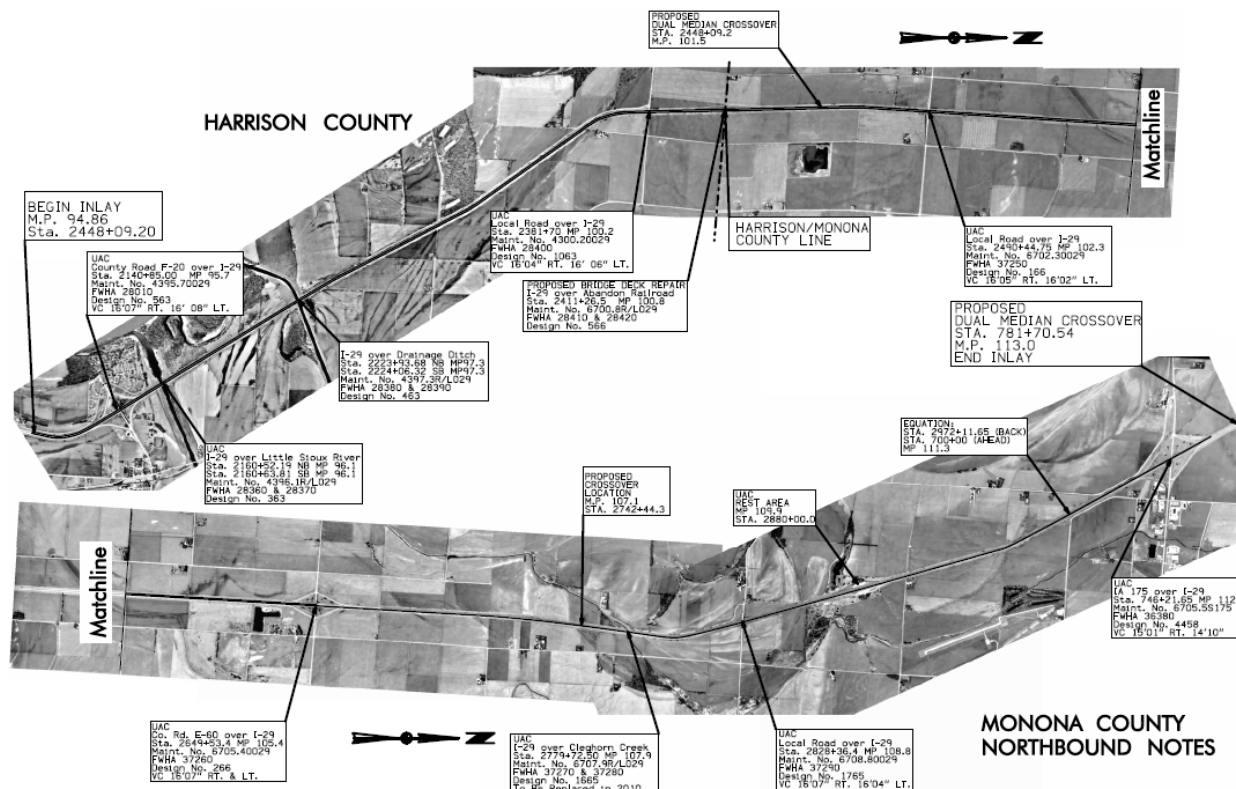 PROPOSED
DUAL MEDIAN CROSSOVER
STA. 2448+09.2
M.P. 101.5
N
HARRISON COUNTY
Matchline
BEGIN INLAY
M.P. 94.86
Sta. 2448+09.20
UAC
County Road F-20 over I-29
Sta. 2140+85.00 MP 95.7
Maint. No. 4395.70029
FWHA 28010
Design No. 563
VC 16'07" RT. 16' 08" LT.
UAC
Local Road over I-29
Sta. 2381+70 MP 100.2
Maint. No. 4300.20029
FWHA 28400
Design No. 1063
VC 16'04" RT. 16' 06" LT.
HARRISON/MONONA
COUNTY LINE
UAC
Local Road over I-29
Sta. 2490+44.75 MP 102.3
Maint. No. 6702.30029
FWHA 37250
Design No. 166
VC 16'05" RT. 16'02" LT.
PROPOSED BRIDGE DECK REPAIR
I-29 over Abandon Railroad
Sta. 2411+26.5 MP 100.8
Maint. No. 6700.8R/L029
FWHA 28410 & 28420
Design No. 566
PROPOSED
DUAL MEDIAN CROSSOVER
STA. 781+70.54
M.P. 113.0
END INLAY
I-29 over Drainage Ditch
Sta. 2223+93.68 NB MP97.3
Sta. 2224+06.32 SB MP97.3
Maint. No. 4397.3R/L029
FWHA 28380 & 28390
Design No. 463
EQUATION:
STA. 2972+11.65 (BACK)
STA. 700+00 (AHEAD)
MP 111.3
UAC
I-29 over Little Sioux River
Sta. 2160+52.19 NB MP 96.1
Sta. 2160+63.81 SB MP 96.1
Maint. No. 4396.1R/L029
FWHA 28360 & 28370
Design No. 363
PROPOSED
CROSSOVER
LOCATION
M.P. 107.1
STA. 2742+44.3
UAC
REST AREA
MP 109.9
STA. 2880+00.0
Matchline
UAC
IA 175 over I-29
Sta. 746+21.65 MP 112
Maint. No. 6705.5S175
FWHA 36380
Design No. 4458
VC 15'01" RT. 14'10"
UAC
Co. Rd. E-60 over I-29
Sta. 2649+53.4 MP 105.4
Maint. No. 6705.40029
FWHA 37260
Design No. 266
VC 16'07" RT. & LT.
N
UAC
I-29 over Cleghorn Creek
Sta. 2779+72.50 MP 107.9
Maint. No. 6707.9R/L029
FWHA 37270 & 37280
Design No. 1665
To Be Replaced in 2010
UAC
Local Road over I-29
Sta. 2828+36.4 MP 108.8
Maint. No. 6708.80029
FWHA 37290
Design No. 1765
VC 16'07" RT. 16'04" LT.
MONONA COUNTY
NORTHBOUND NOTES